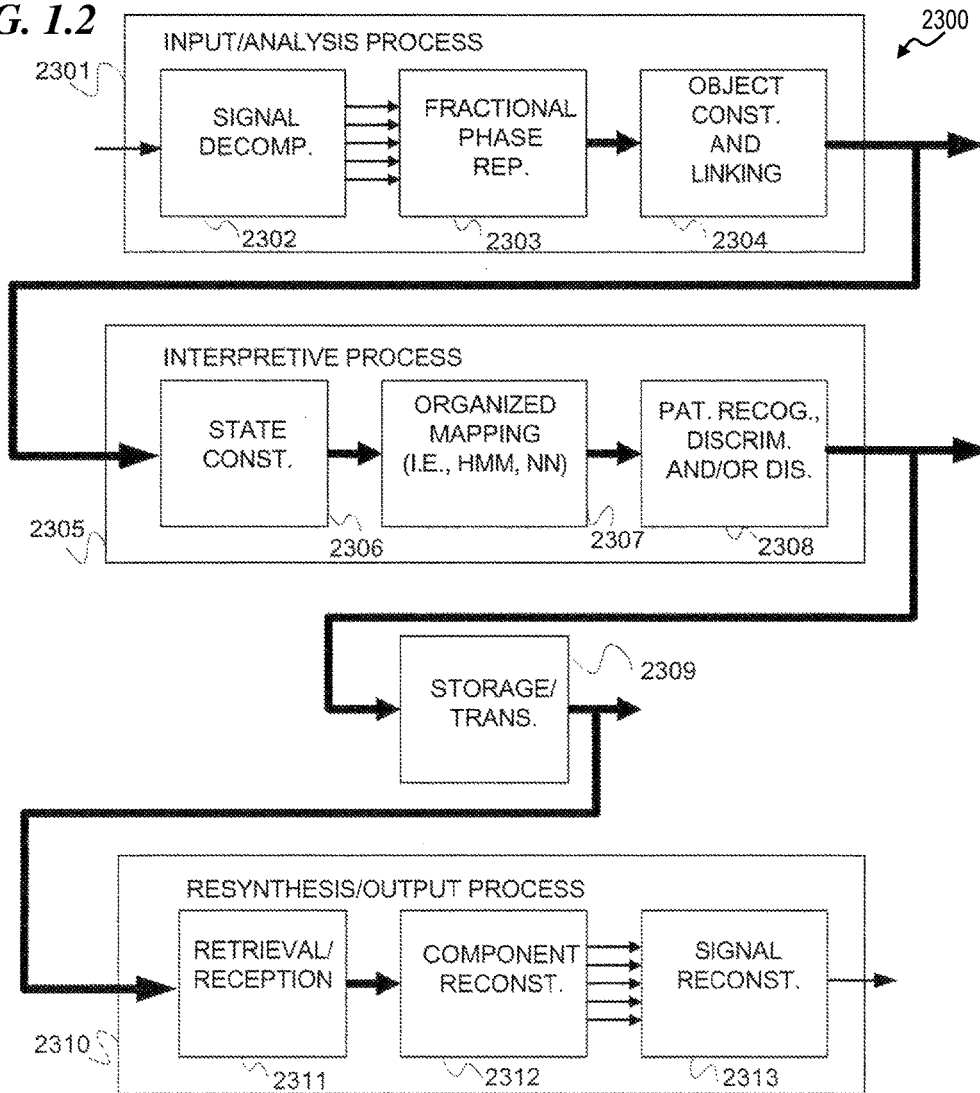 G. 1.2
2300
INPUT/ANALYSIS PROCESS
2301
SIGNAL
DECOMP.
2302
FRACTIONAL
PHASE
REP.
2303
OBJECT
CONST.
AND
LINKING
2304
INTERPRETIVE PROCESS
2305
STATE
CONST.
2306
ORGANIZED
MAPPING
(I.E., HMM, NN)
2307
PAT. RECOG.,
DISCRIM.
AND/OR DIS.
2308
STORAGE/
TRANS.
2309
RESYNTHESIS/OUTPUT PROCESS
2310
RETRIEVAL/
RECEPTION
2311
COMPONENT
RECONST.
2312
SIGNAL
RECONST.
2313